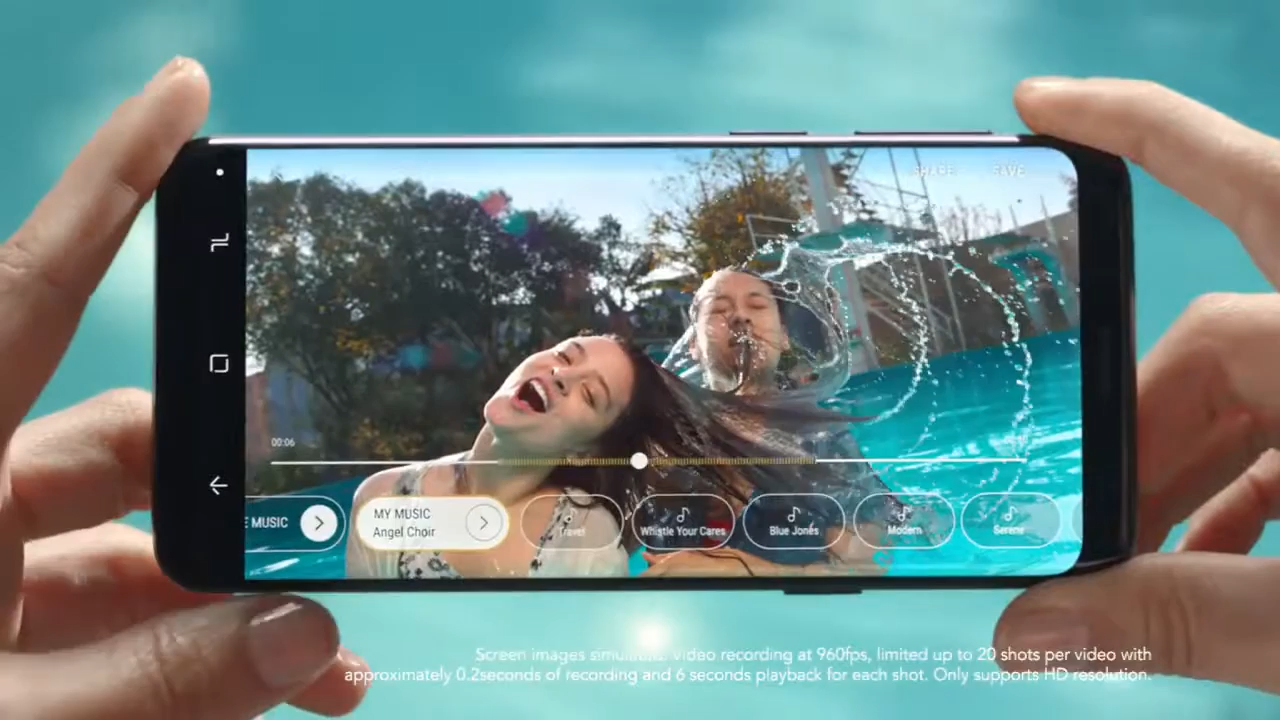 SHARE SAVE
00:06
E MUSIC
MY MUSIC
Angel Choir
Travel
Whistle Your Cares
Blue Jones
Modern
Serene
Screen images simulated. Video recording at 960fps, limited up to 20 shots per video with
approximately 0.2seconds of recording and 6 seconds playback for each shot. Only supports HD resolution.